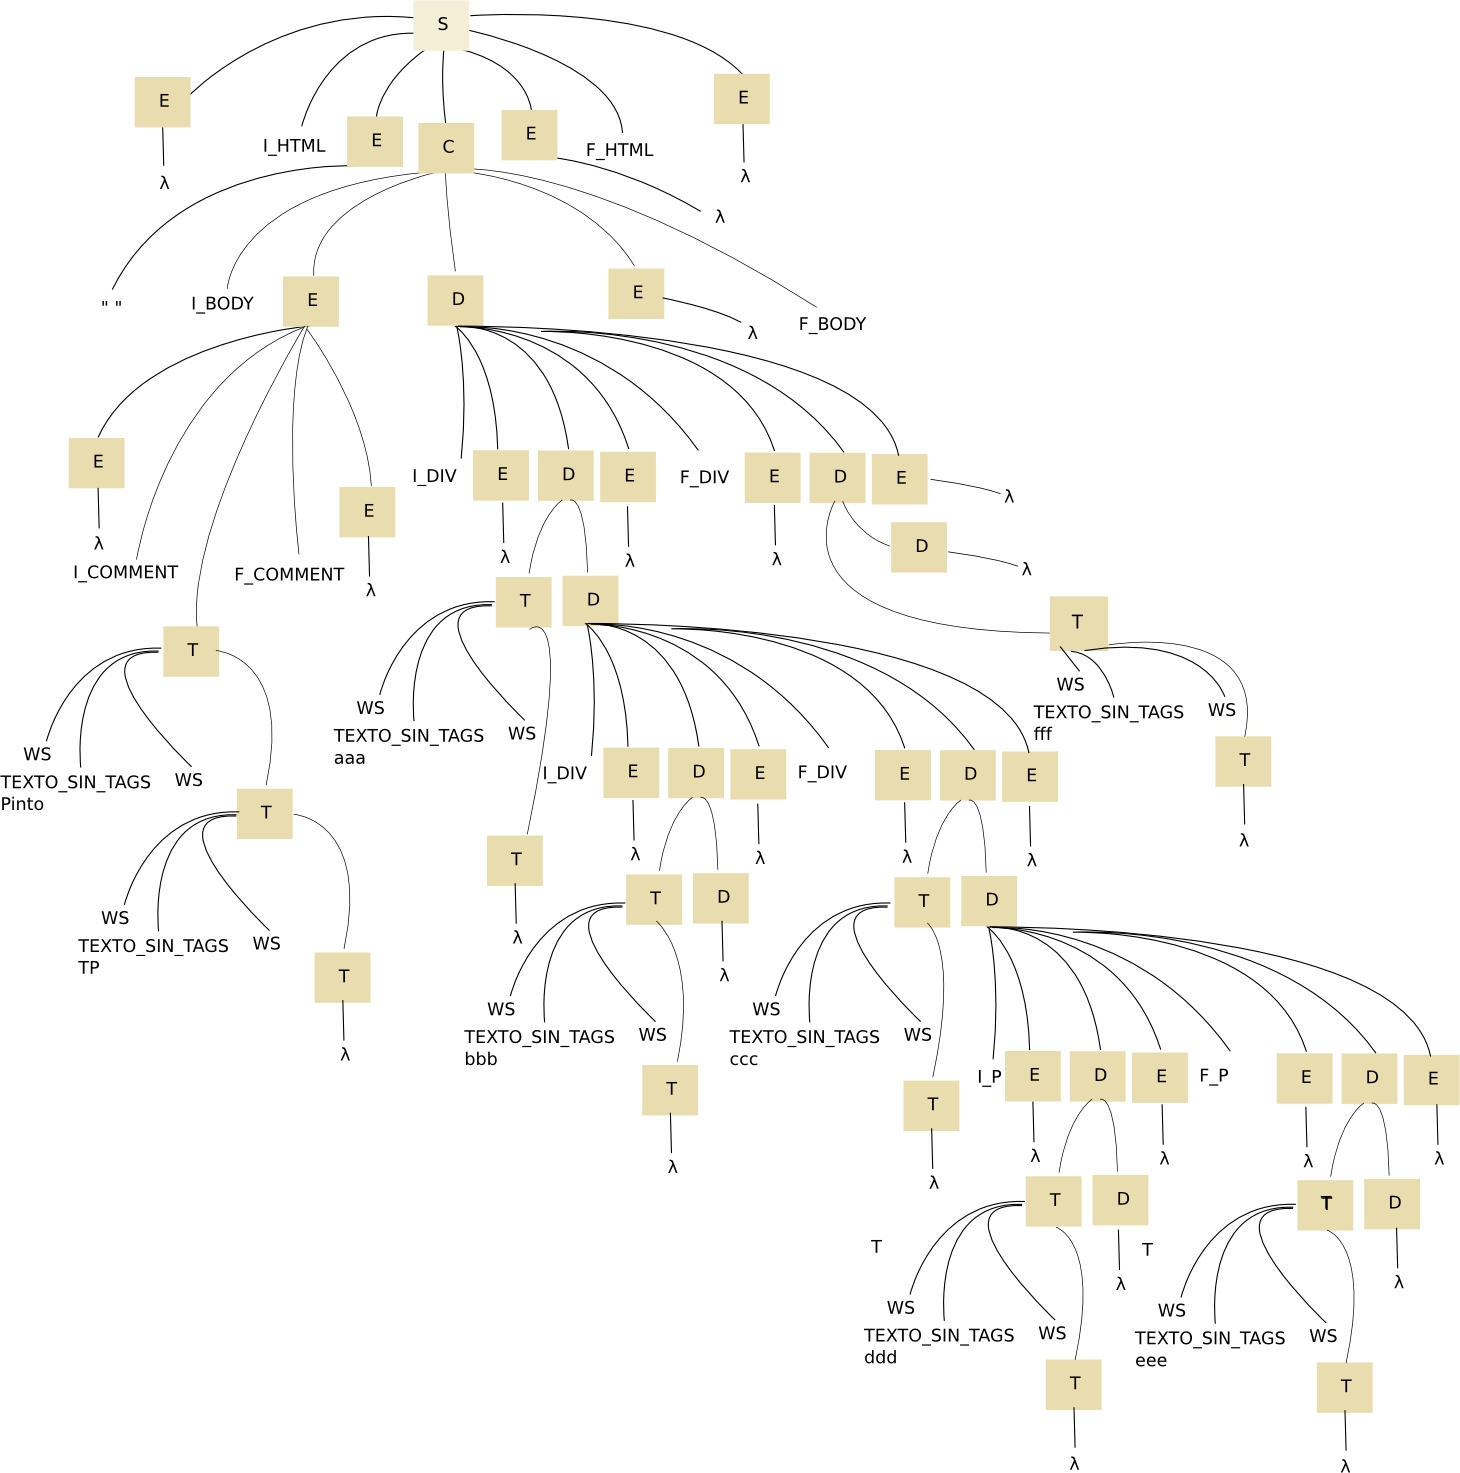 S
E
E
I_HTML
E
C
E
F_HTML
λ
λ
λ
" "
I_BODY
E
D
E
λ
F_BODY
E
I_DIV
E
D
E
F_DIV
E
D
E
λ
λ
E
λ
λ
λ
D
λ
I_COMMENT
F_COMMENT
λ
T
D
T
T
WS
TEXTO_SIN_TAGS
fff
WS
WS
TEXTO_SIN_TAGS
aaa
WS
WS
TEXTO_SIN_TAGS
Pinto
WS
I_DIV
E
D
E
F_DIV
E
D
E
T
T
λ
λ
λ
λ
λ
T
λ
T
D
T
D
WS
TEXTO_SIN_TAGS
TP
WS
λ
λ
T
λ
WS
TEXTO_SIN_TAGS
bbb
WS
WS
TEXTO_SIN_TAGS
ccc
WS
I_P
E
D
E
F_P
E
D
E
T
T
λ
λ
λ
λ
λ
λ
T
D
T
D
T
T
λ
λ
WS
TEXTO_SIN_TAGS
ddd
WS
WS
TEXTO_SIN_TAGS
eee
WS
T
T
λ
λ